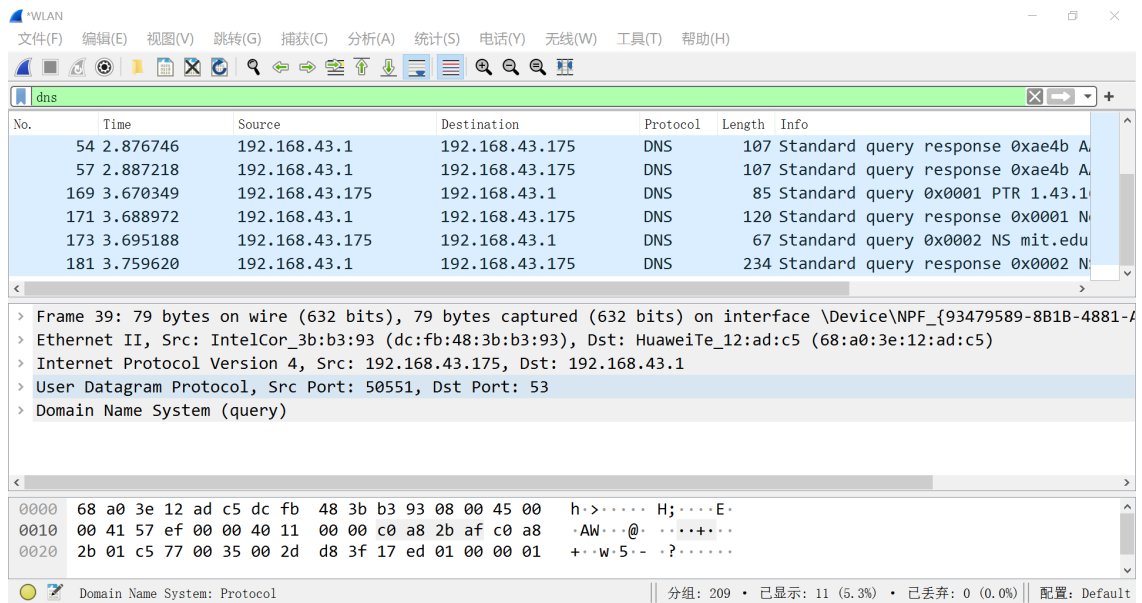 *WLAN
文件(F) 编辑(E) 视图(V) 跳转(G) 捕获(C) 分析(A) 统计(S) 电话(Y) 无线(W) 工具(T) 帮助(H)
dns
No. Time Source Destination Protocol Length Info
54 2.876746 192.168.43.1 192.168.43.175 DNS 107 Standard query response 0xae4b
57 2.887218 192.168.43.1 192.168.43.175 DNS 107 Standard query response 0xae4b
169 3.670349 192.168.43.175 192.168.43.1 DNS 85 Standard query 0x0001 PTR 1.43.1
171 3.688972 192.168.43.1 192.168.43.175 DNS 120 Standard query response 0x0001
173 3.695188 192.168.43.175 192.168.43.1 DNS 67 Standard query 0x0002 NS mit.edu
181 3.759620 192.168.43.1 192.168.43.175 DNS 234 Standard query response 0x0002
Frame 39: 79 bytes on wire (632 bits), 79 bytes captured (632 bits) on interface \Device\NPF_{93479589-8B1B-4881-
Ethernet II, Src: IntelCor_3b:b3:93 (dc:fb:48:3b:b3:93), Dst: HuaweiTe_12:ad:c5 (68:a0:3e:12:ad:c5)
Internet Protocol Version 4, Src: 192.168.43.175, Dst: 192.168.43.1
User Datagram Protocol, Src Port: 50551, Dst Port: 53
Domain Name System (query)
0000 68 a0 3e 12 ad c5 dc fb 48 3b b3 93 08 00 45 00 h·>····· H;····E·
0010 00 41 57 ef 00 00 40 11 00 00 c0 a8 2b af c0 a8 ·AW···@· ····+···
0020 2b 01 c5 77 00 35 00 2d d8 3f 17 ed 01 00 00 01 +··w·5·- ·?······
Domain Name System: Protocol 分组: 209 · 已显示: 11 (5.3%) · 已丢弃: 0 (0.0%) 配置: Default